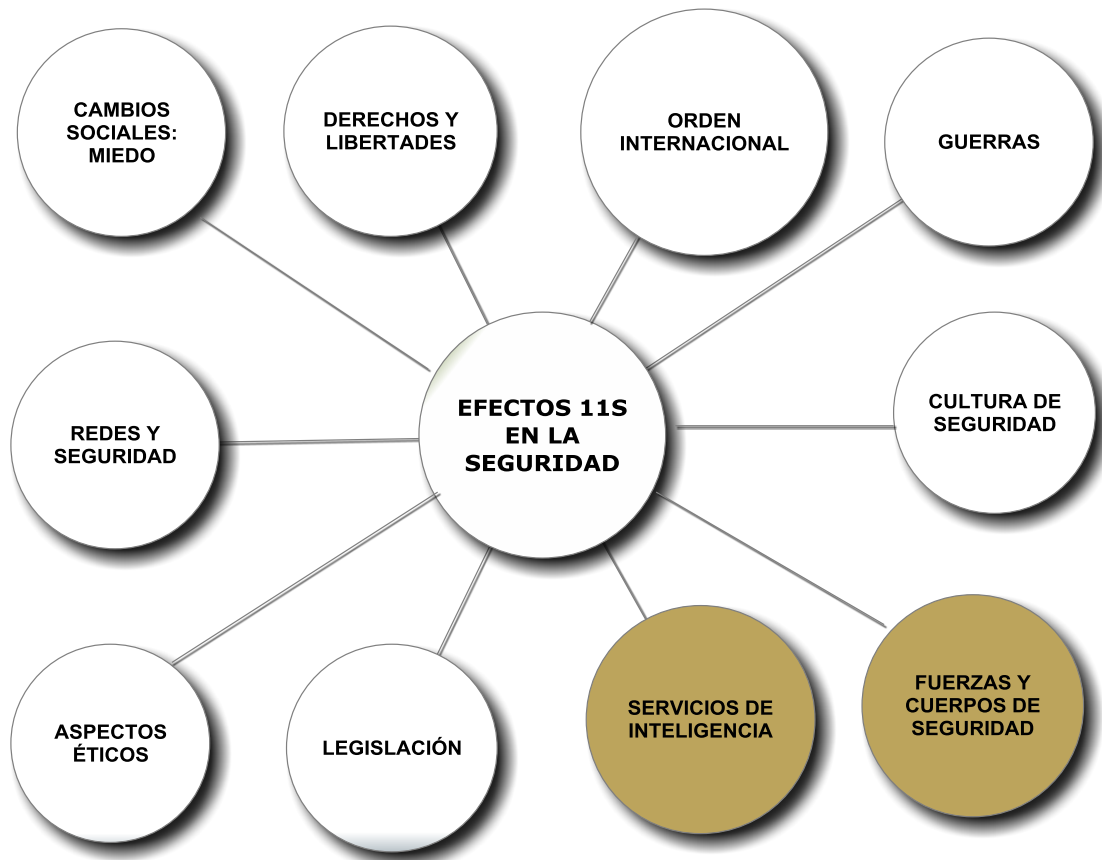 CAMBIOS
SOCIALES:
MIEDO
DERECHOS Y
LIBERTADES
ORDEN
INTERNACIONAL
GUERRAS
EFECTOS 11S
EN LA
SEGURIDAD
REDES Y
SEGURIDAD
CULTURA DE
SEGURIDAD
ASPECTOS
ÉTICOS
LEGISLACIÓN
SERVICIOS DE
INTELIGENCIA
FUERZAS Y
CUERPOS DE
SEGURIDAD